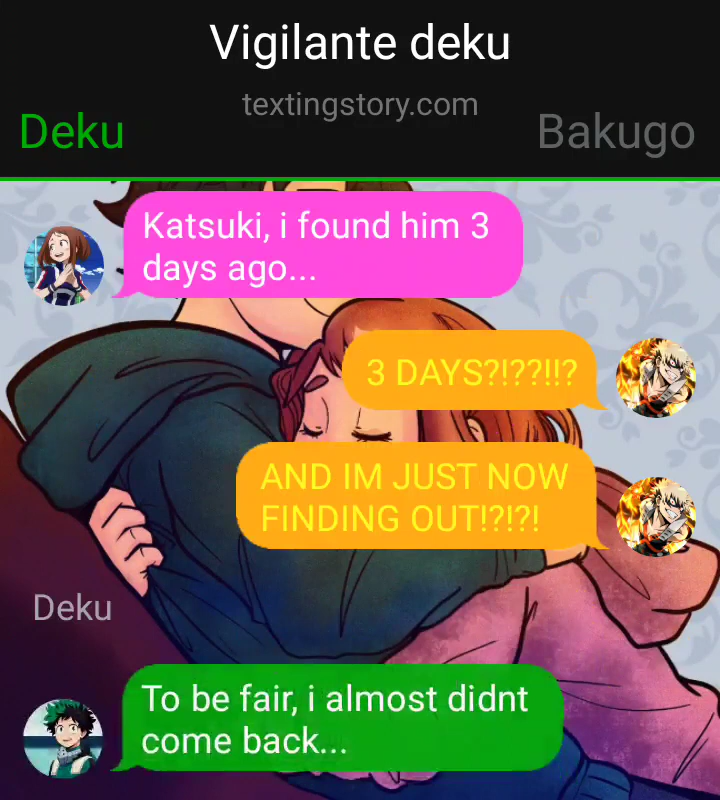 Vigilante deku
textingstory.com
Deku
Bakugo
Katsuki, i found him 3
days ago...
3 DAYS?!??!!?
AND IM JUST NOW
FINDING OUT!?!?!
Deku
To be fair, i almost didnt
come back...